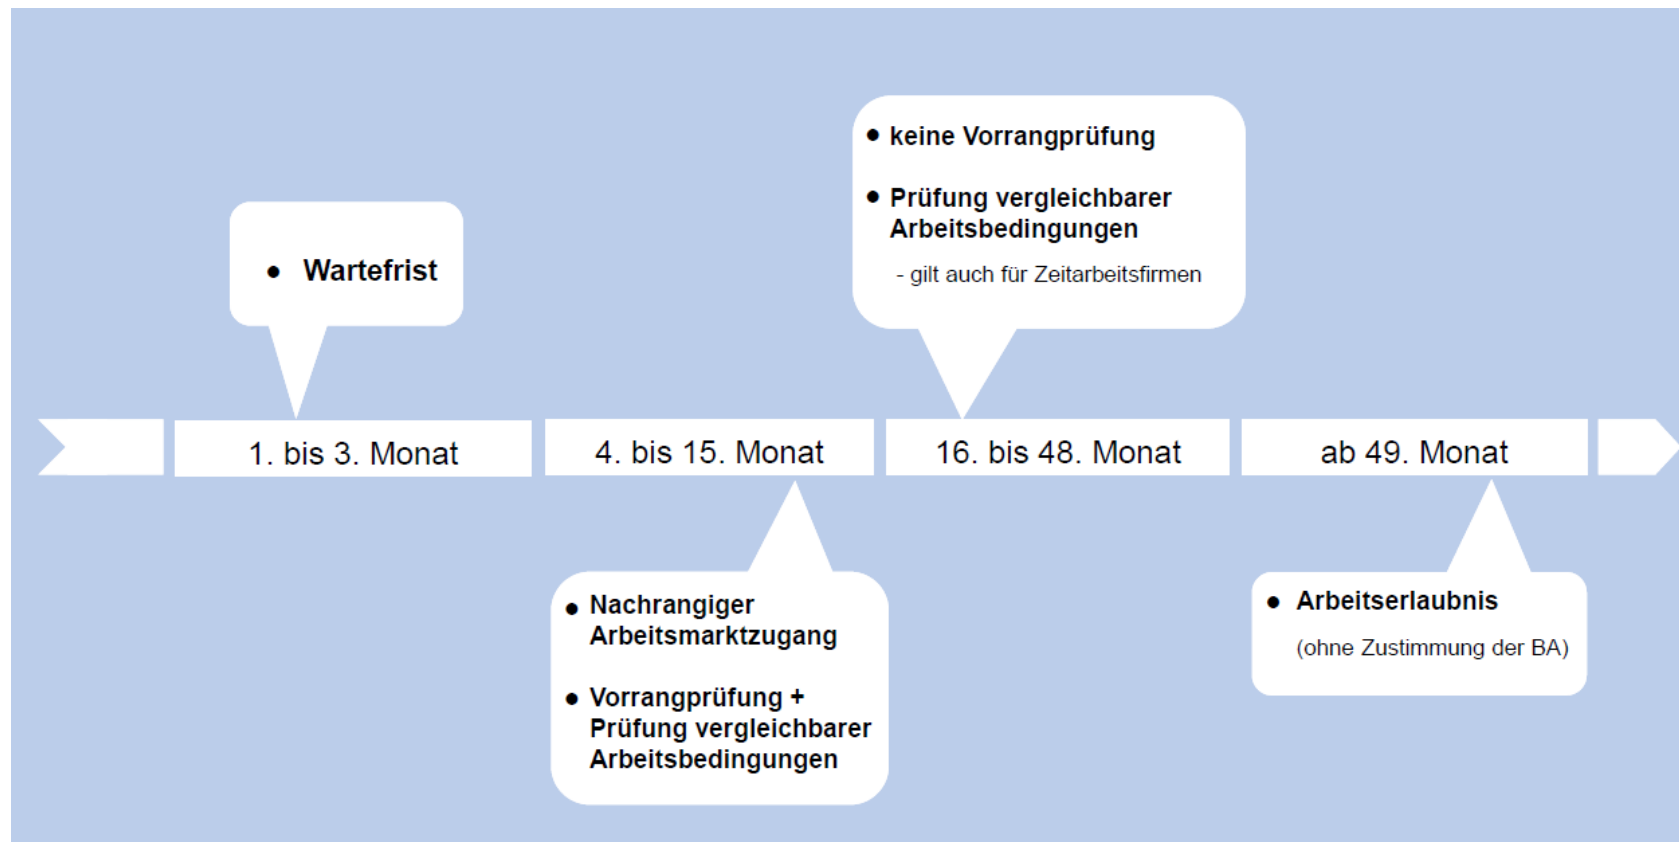 ● Wartefrist
● keine Vorrangprüfung
● Prüfung vergleichbarer
Arbeitsbedingungen
- gilt auch für Zeitarbeitsfirmen
1. bis 3. Monat
4. bis 15. Monat
16. bis 48. Monat
ab 49. Monat
● Nachrangiger
Arbeitsmarktzugang
● Vorrangprüfung +
Prüfung vergleichbarer
Arbeitsbedingungen
● Arbeitserlaubnis
(ohne Zustimmung der BA)